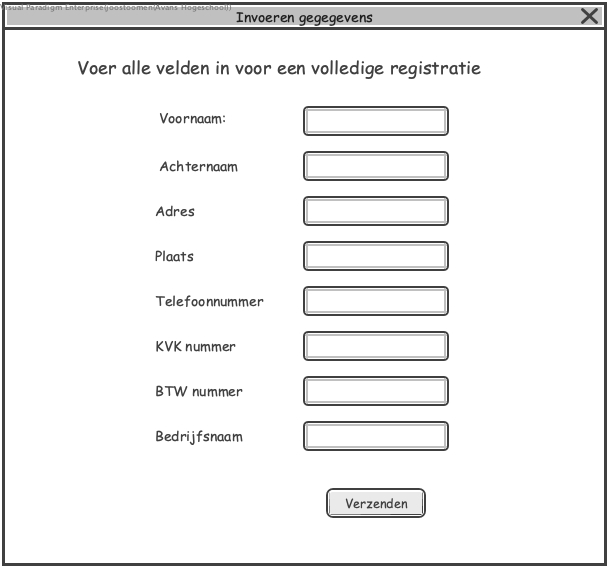 Visual Paradigm Enterprise(joostoomen(Avans Hogeschool))
Invoeren gegegevens
Voer alle velden in voor een volledige registratie
Voornaam:
Achternaam
Adres
Plaats
Telefoonnummer
KVK nummer
BTW nummer
Bedrijfsnaam
Verzenden